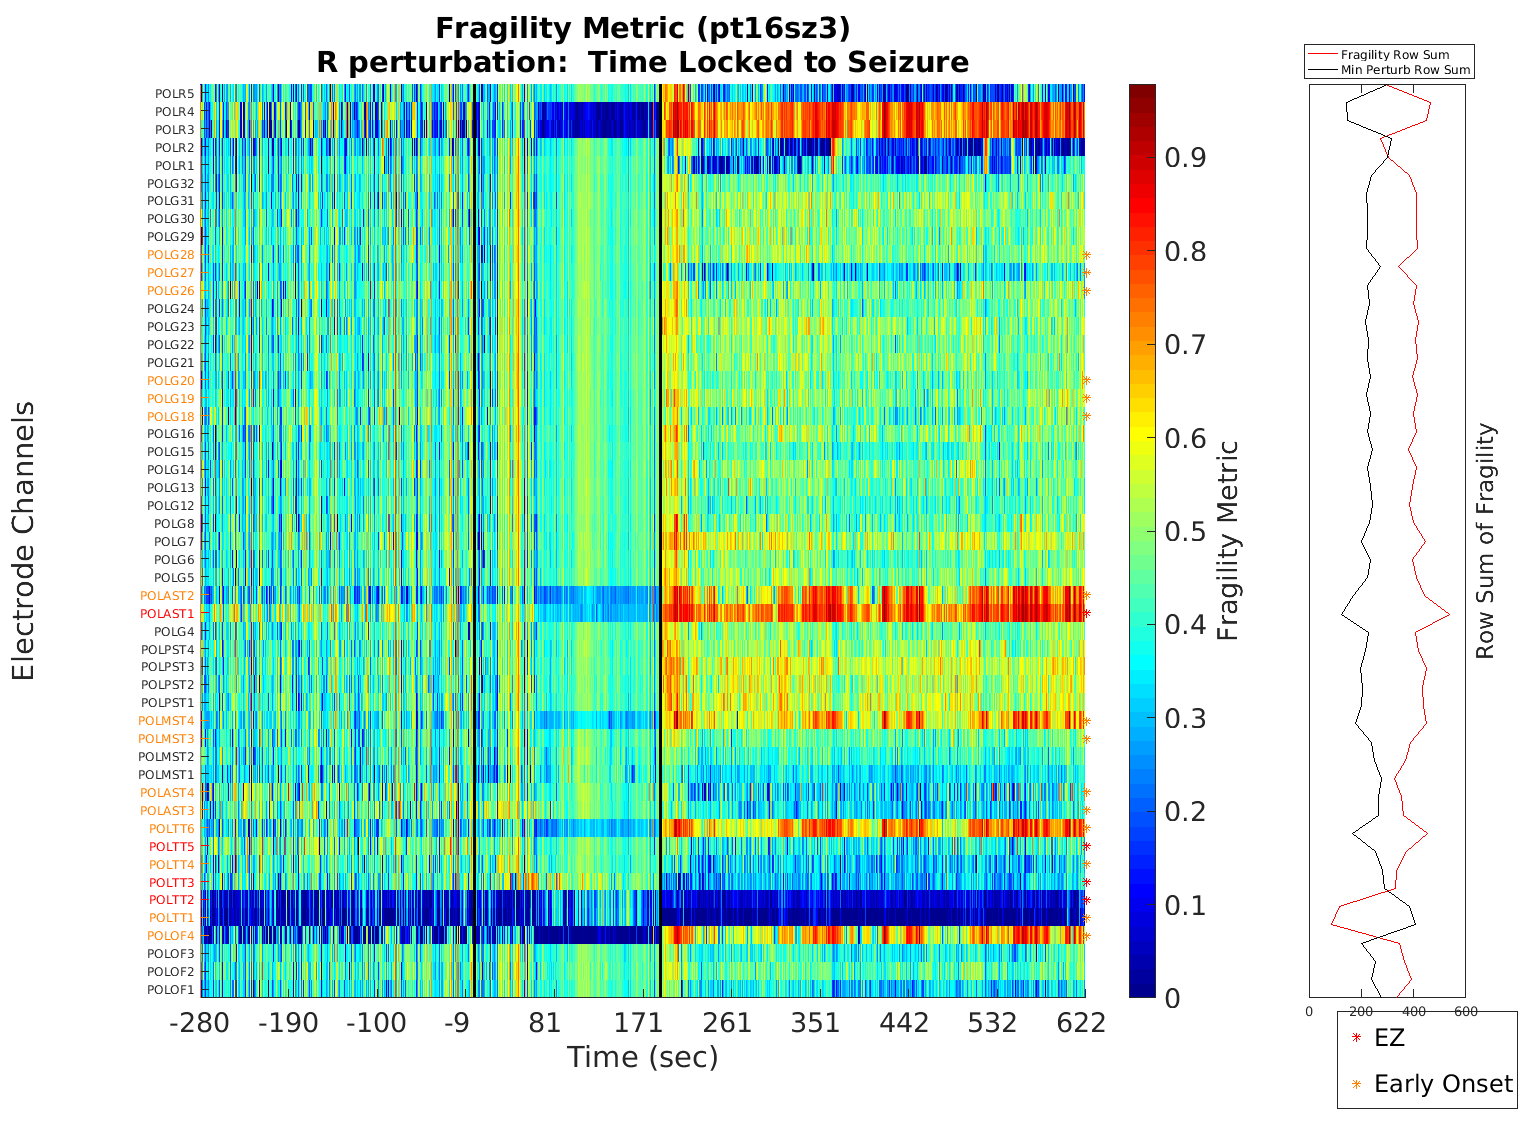 Fragility Metric (pt16sz3)
R perturbation:  Time Locked to Seizure
Electrode Channels
POLR5
POLR4
POLR3
POLR2
POLR1
POLG32
POLG31
POLG30
POLG29
POLG28
POLG27
POLG26
POLG24
POLG23
POLG22
POLG21
POLG20
POLG19
POLG18
POLG16
POLG15
POLG14
POLG13
POLG12
POLG8
POLG7
POLG6
POLG5
POLAST2
POLAST1
POLG4
POLPST4
POLPST3
POLPST2
POLPST1
POLMST4
POLMST3
POLMST2
POLMST1
POLAST4
POLAST3
POLTT6
POLTT5
POLTT4
POLTT3
POLTT2
POLTT1
POLOF4
POLOF3
POLOF2
POLOF1
-280 -190 -100 -9 81 171 261 351 442 532 622
Time (sec)
0.9
0.8
0.7
0.6
0.5
0.4
0.3
0.2
0.1
0
Fragility Metric
Fragility Row Sum
Min Perturb Row Sum
0 200 400 600
Row Sum of Fragility
EZ
Early Onset